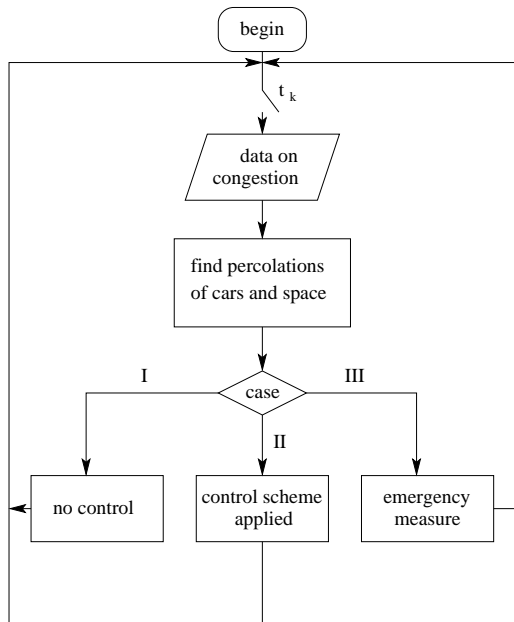 begin
t k
data on
congestion
find percolations
of cars and space
I
case
III
II
no control
control scheme
applied
emergency
measure